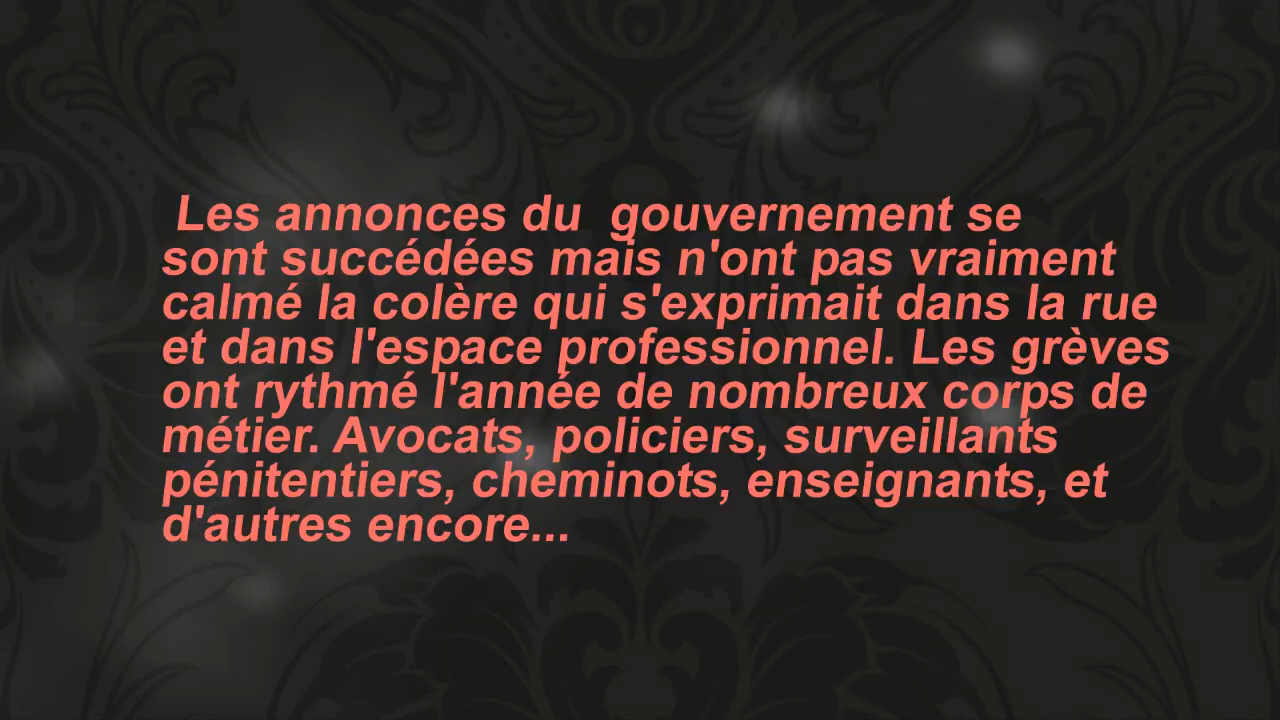 Les annonces du  gouvernement se
sont succédées mais n'ont pas vraiment
calmé la colère qui s'exprimait dans la rue
et dans l'espace professionnel. Les grèves
ont rythmé l'année de nombreux corps de
métier. Avocats, policiers, surveillants
pénitentiers, cheminots, enseignants, et
d'autres encore...